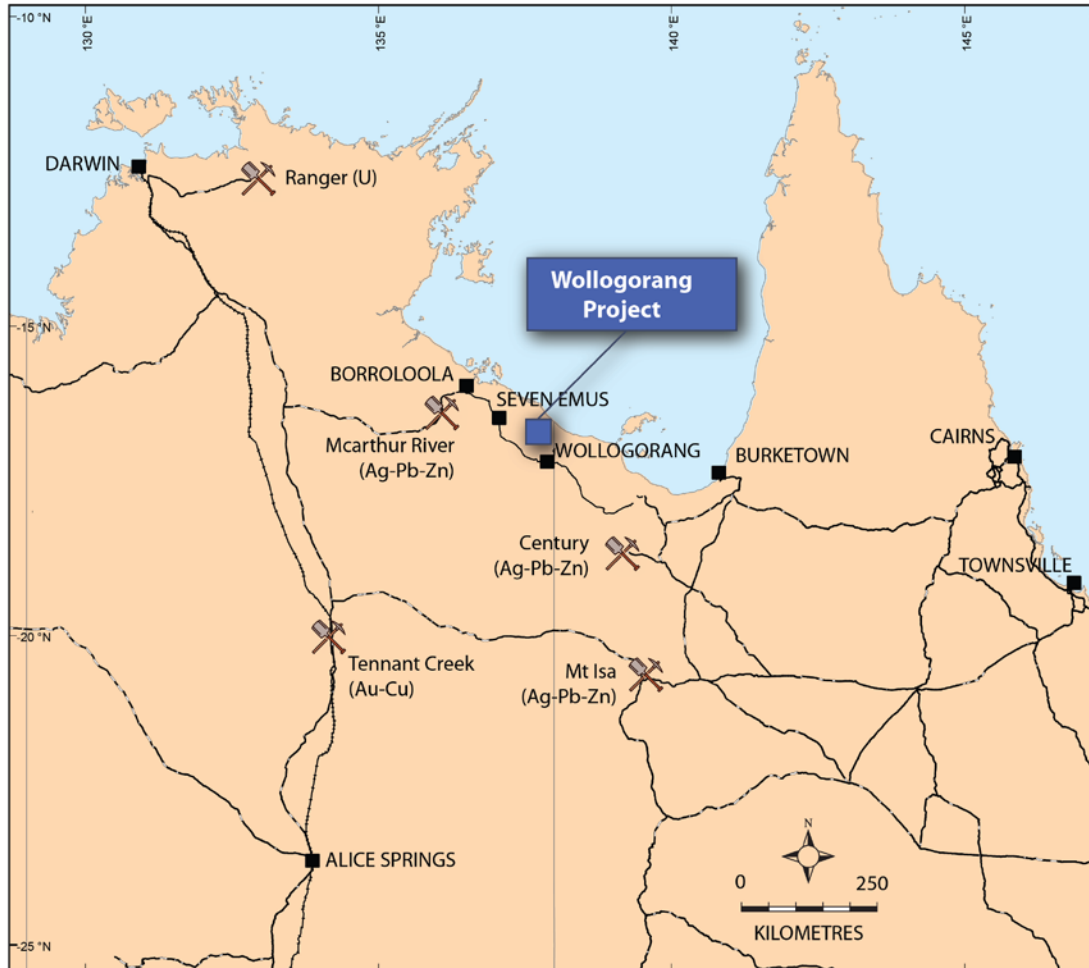 130 °E
135 °E
140 °E
145 °E
-10 °N
DARWIN
Ranger (U)
Wollogorang
Project
-15 °N
BORROLOOLA
SEVEN EMUS
Mcarthur River
(Ag-Pb-Zn)
WOLLOGORANG
BURKETOWN
CAIRNS
Century
(Ag-Pb-Zn)
TOWNSVILLE
-20 °N
Tennant Creek
(Au-Cu)
Mt Isa
(Ag-Pb-Zn)
ALICE SPRINGS
N
0
250
KILOMETRES
-25 °N